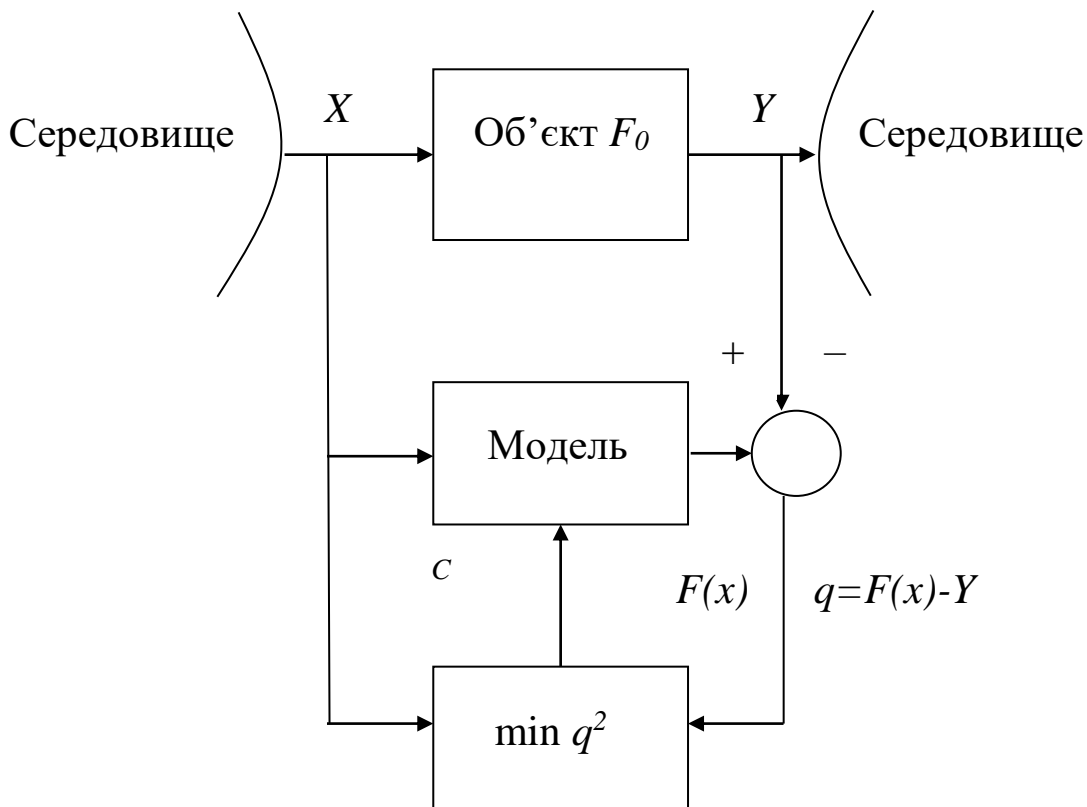 X
Y
Середовище
Об’єкт F₀
Середовище
+ –
Модель
c
F(x)
q=F(x)-Y
min q²